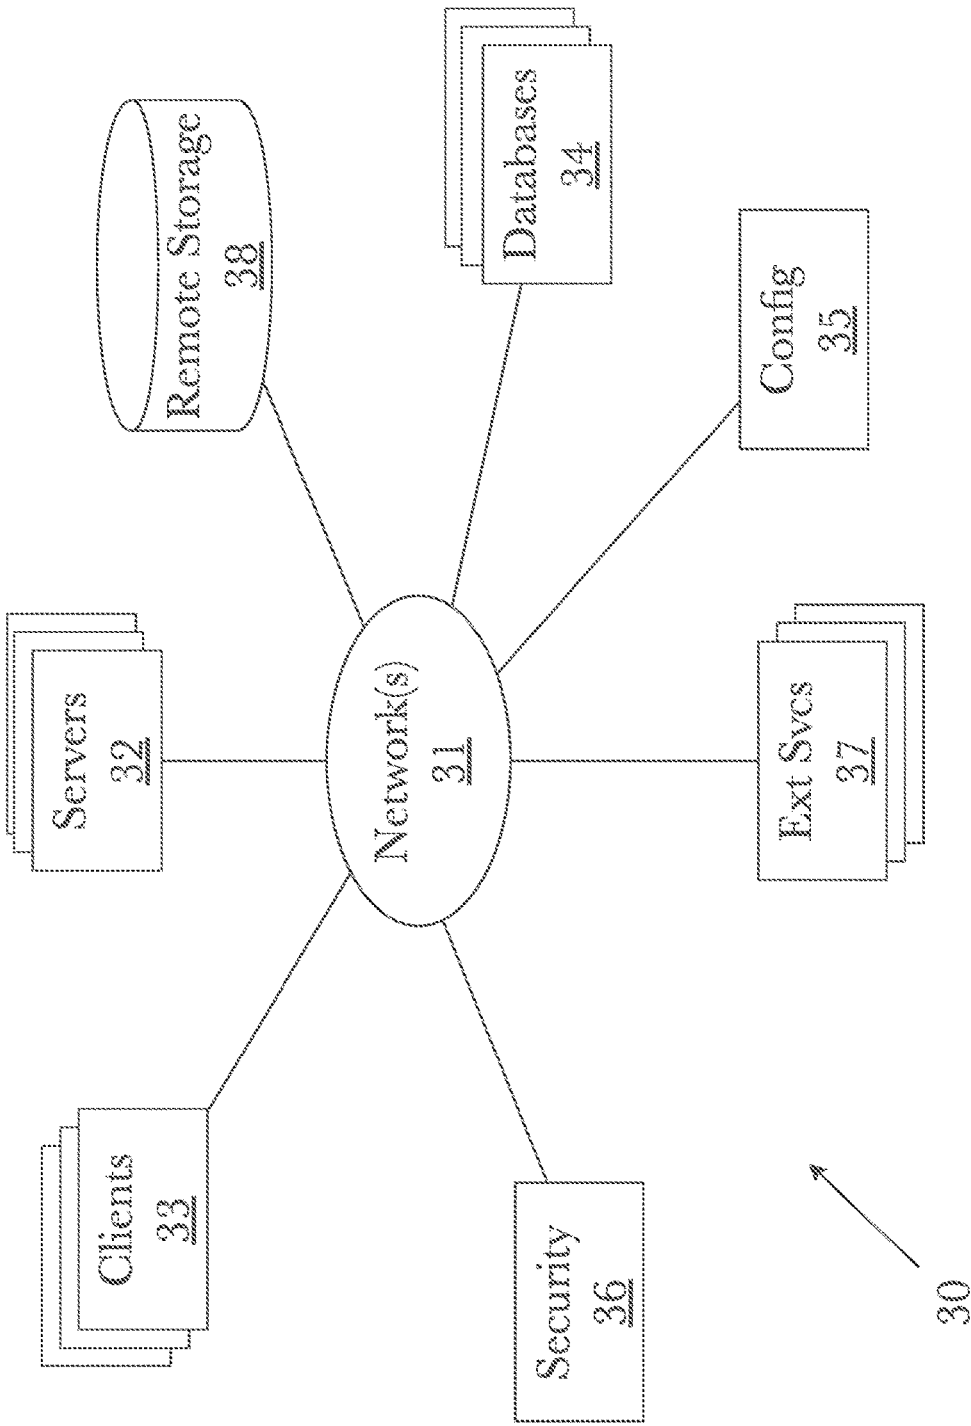 Clients
33
Servers
32
Remote Storage
38
Network(s)
31
Databases
34
Security
36
Ext Svcs
37
Config
35
30